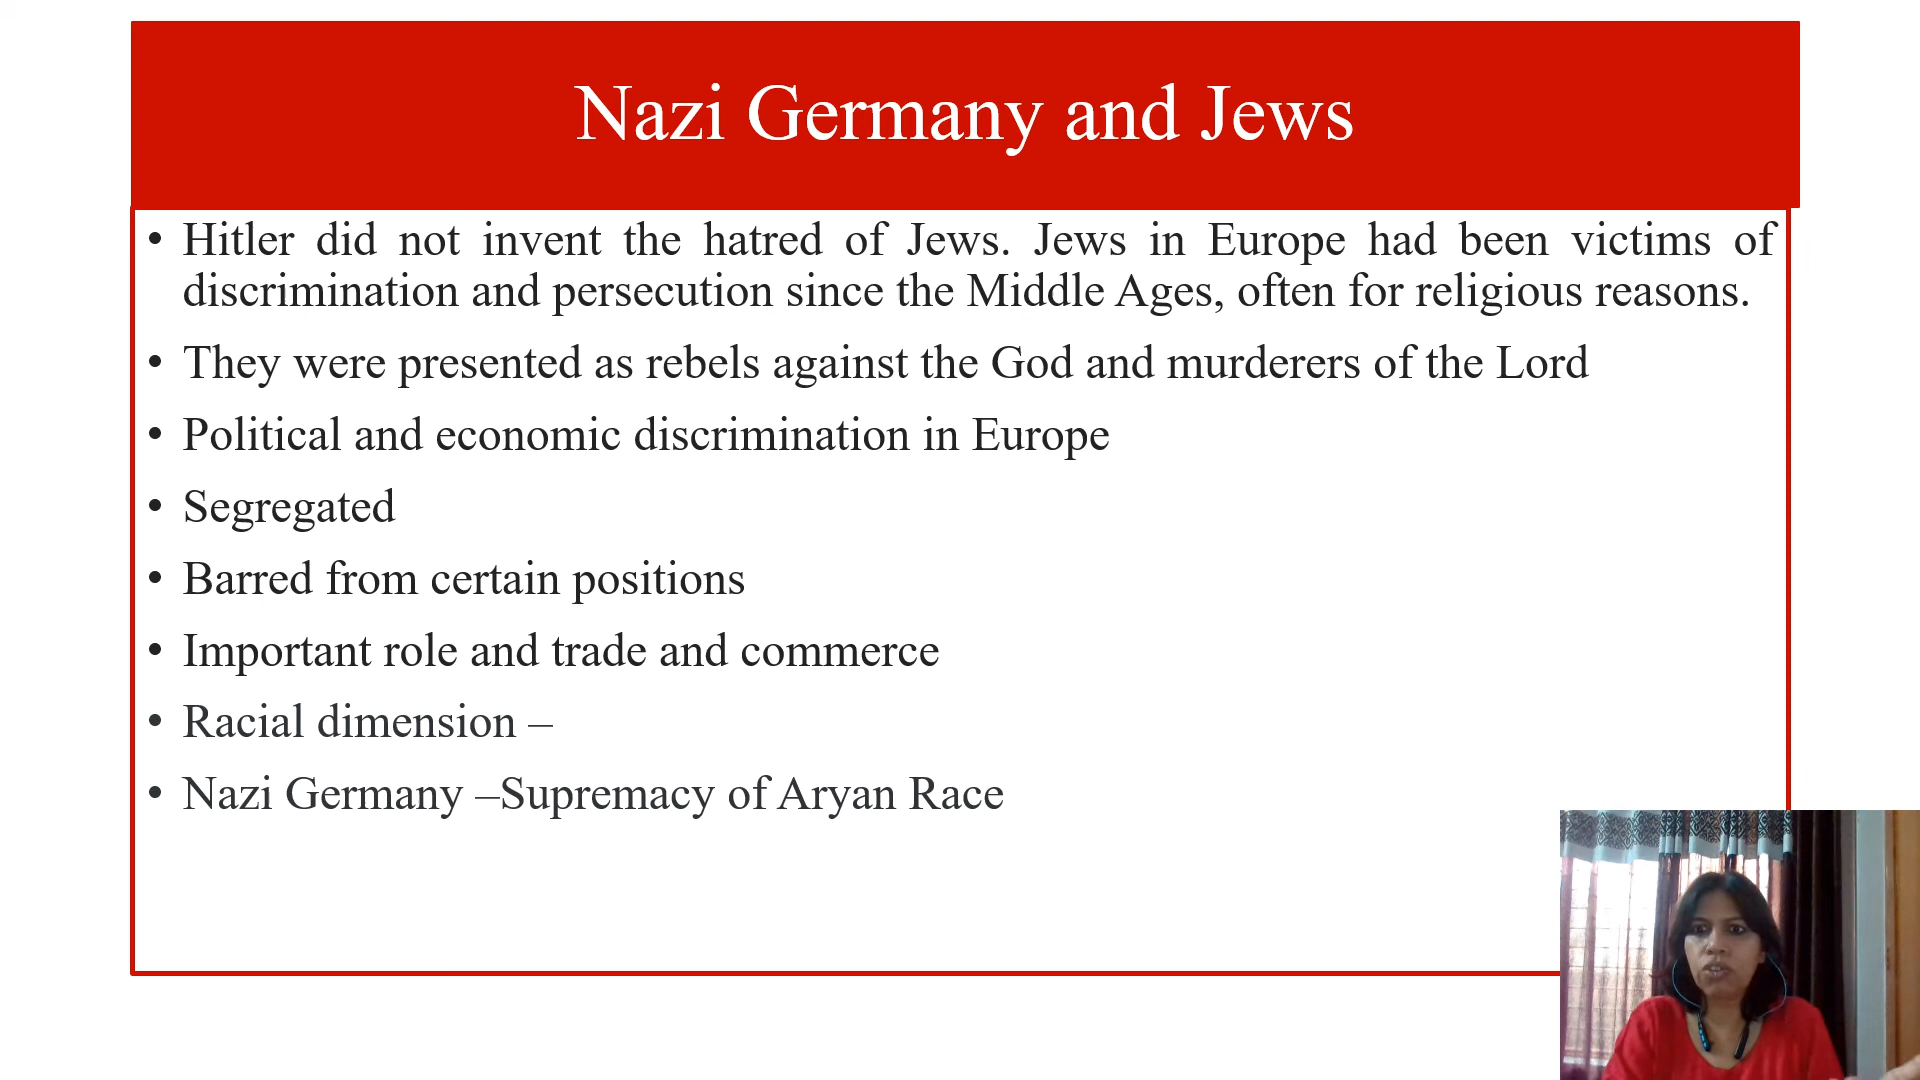 Nazi Germany and Jews
• Hitler did not invent the hatred of Jews. Jews in Europe had been victims of
discrimination and persecution since the Middle Ages, often for religious reasons.
• They were presented as rebels against the God and murderers of the Lord
• Political and economic discrimination in Europe
• Segregated
• Barred from certain positions
• Important role and trade and commerce
• Racial dimension –
• Nazi Germany –Supremacy of Aryan Race